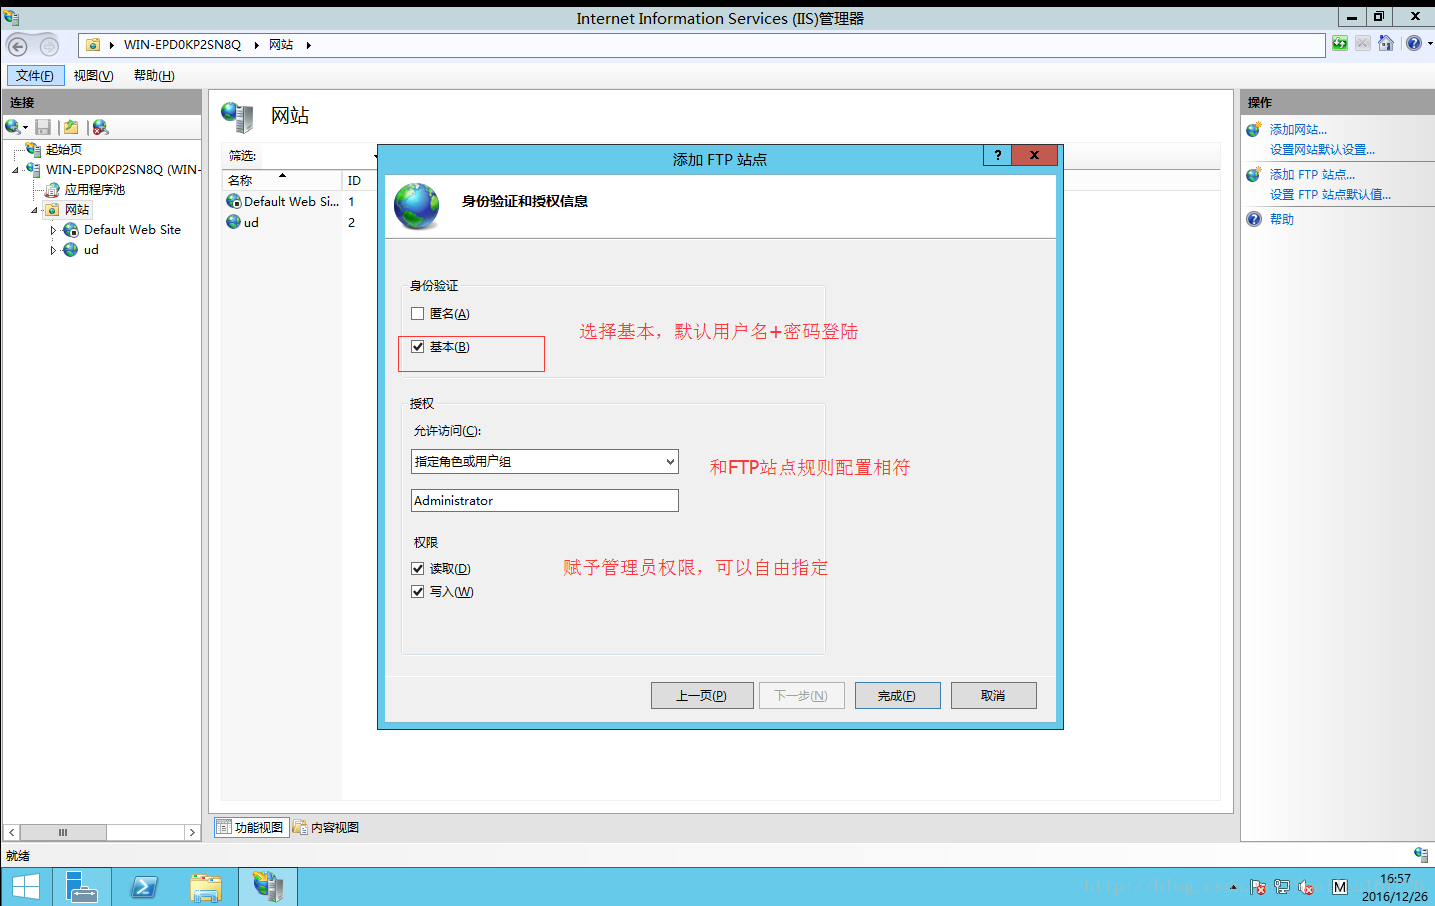 Internet Information Services (IIS)管理器
WIN-EPD0KP2SN8Q
网站
文件(F)
视图(V)
帮助(H)
连接
起始页
WIN-EPD0KP2SN8Q (WIN-
应用程序池
网站
Default Web Site
ud
网站
筛选:
名称
ID
Default Web Si...
1
ud
2
添加 FTP 站点
?
身份验证和授权信息
身份验证
匿名(A)
选择基本，默认用户名+密码登陆
基本(B)
授权
允许访问(C):
指定角色或用户组
和FTP站点规则配置相符
Administrator
权限
读取(D)
赋予管理员权限，可以自由指定
写入(W)
上一页(P)
下一步(N)
完成(F)
取消
操作
添加网站...
设置网站默认设置...
添加 FTP 站点...
设置 FTP 站点默认值...
帮助
功能视图
内容视图
就绪
M
16:57
2016/12/26